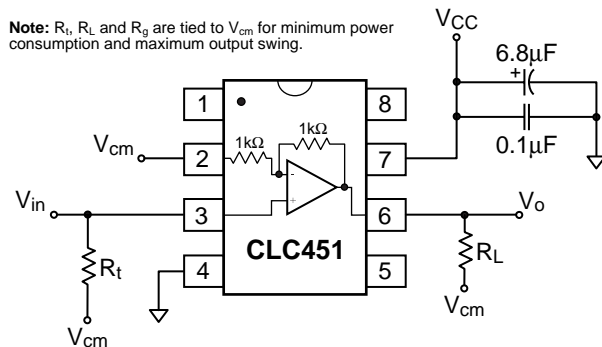 Note: Rt, RL and Rg are tied to Vcm for minimum power
consumption and maximum output swing.
VCC
6.8µF
+
0.1µF
1
8
Vcm
2
1kΩ
1kΩ
7
-
+
Vin
3
6
Vo
CLC451
Rt
4
5
RL
Vcm
Vcm